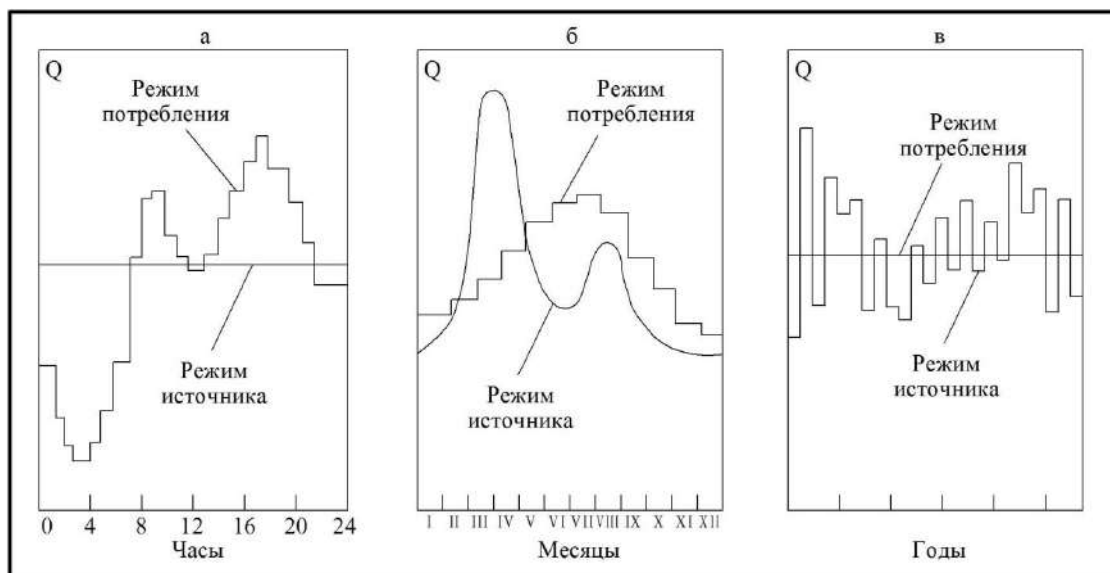 а
Q
Режим
потребления
Режим
источника
0 4 8 12 16 20 24
Часы
б
Q
Режим
потребления
Режим
источника
I II III IV V VI VII VIII IX X XI XII
Месяцы
в
Q
Режим
потребления
Режим
источника
Годы